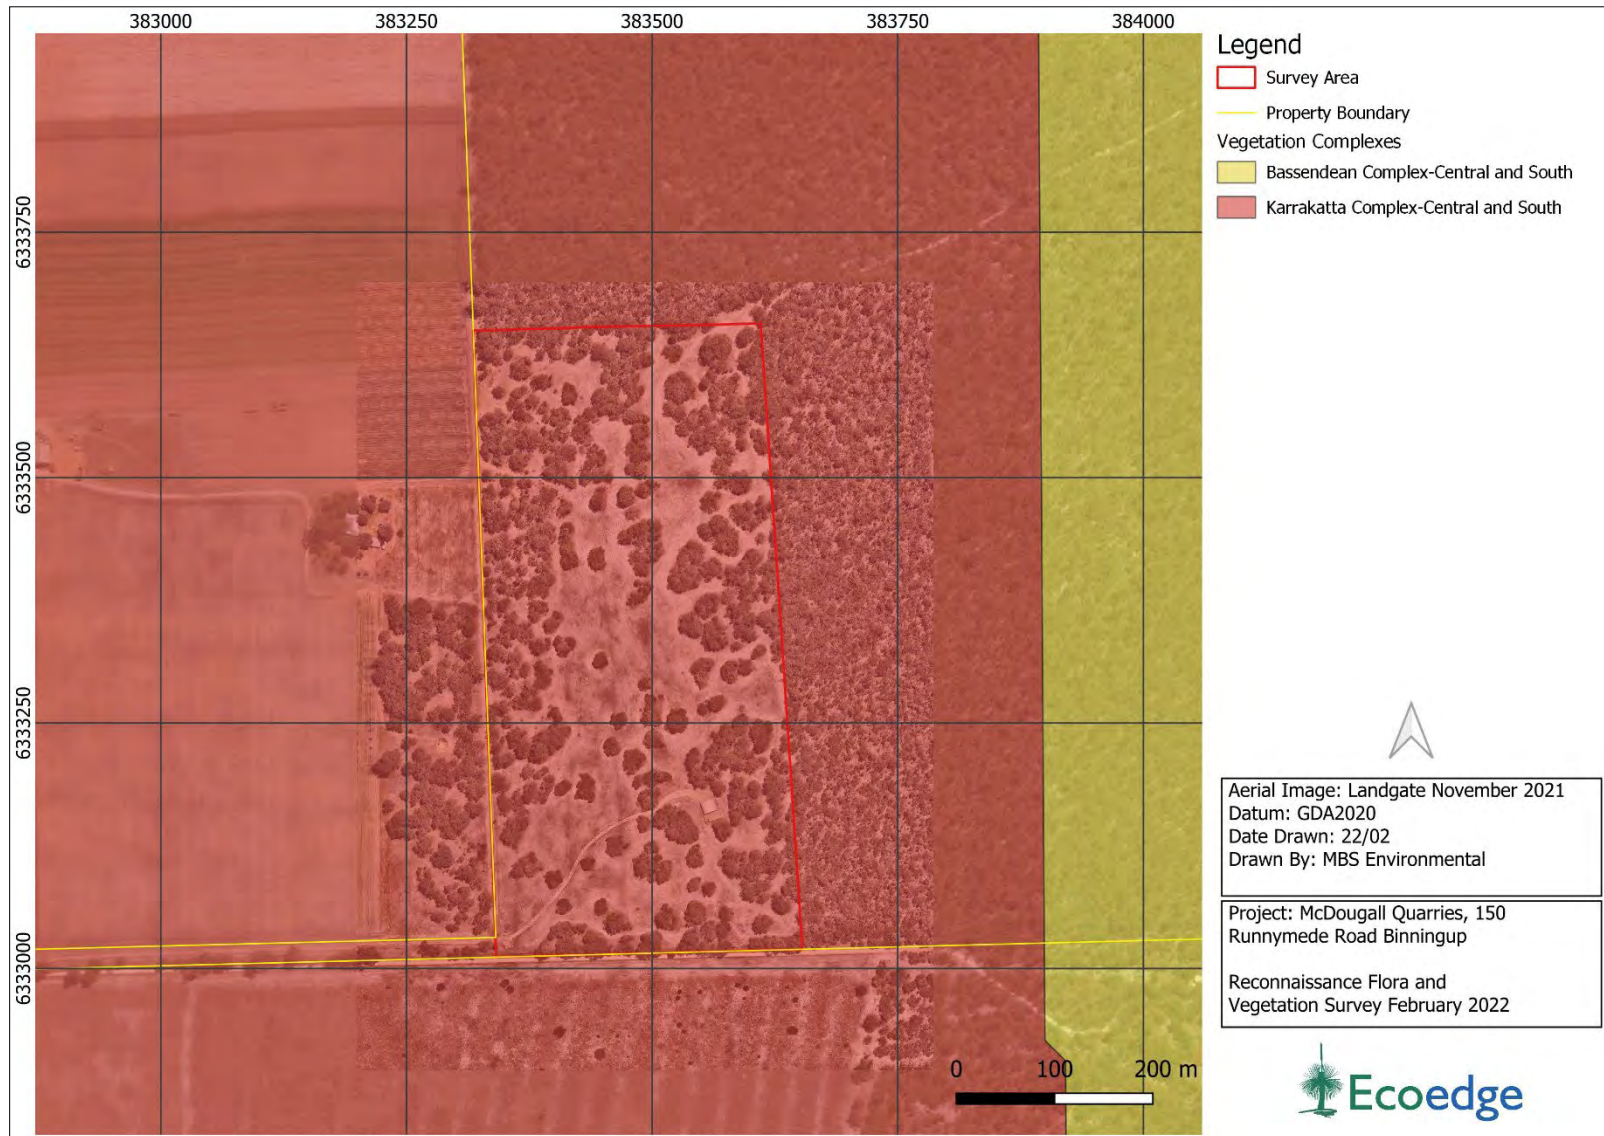 383000 383250 383500 383750 384000
6333750
6333500
6333250
6333000
Legend
Survey Area
Property Boundary
Vegetation Complexes
Bassendean Complex-Central and South
Karrakatta Complex-Central and South
Aerial Image: Landgate November 2021
Datum: GDA2020
Date Drawn: 22/02
Drawn By: MBS Environmental
Project: McDougall Quarries, 150
Runnymede Road Binningup
Reconnaissance Flora and
Vegetation Survey February 2022
0 100 200 m
Ecoedge